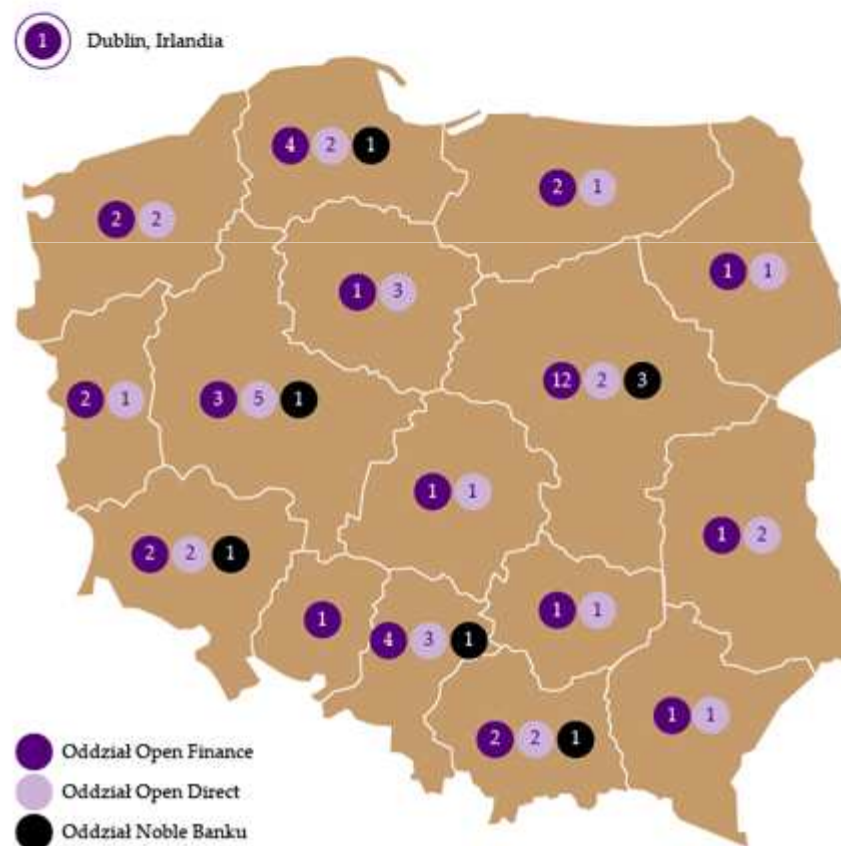 1 Dublin, Irlandia
4 2 1
2 1
2 2
1 1
1 3
12 2 3
2 1
3 5 1
1 1
1 2
2 2 1
1 1
1
4 3 1
1 1
2 2 1
Oddział Open Finance
Oddział Open Direct
Oddział Noble Banku